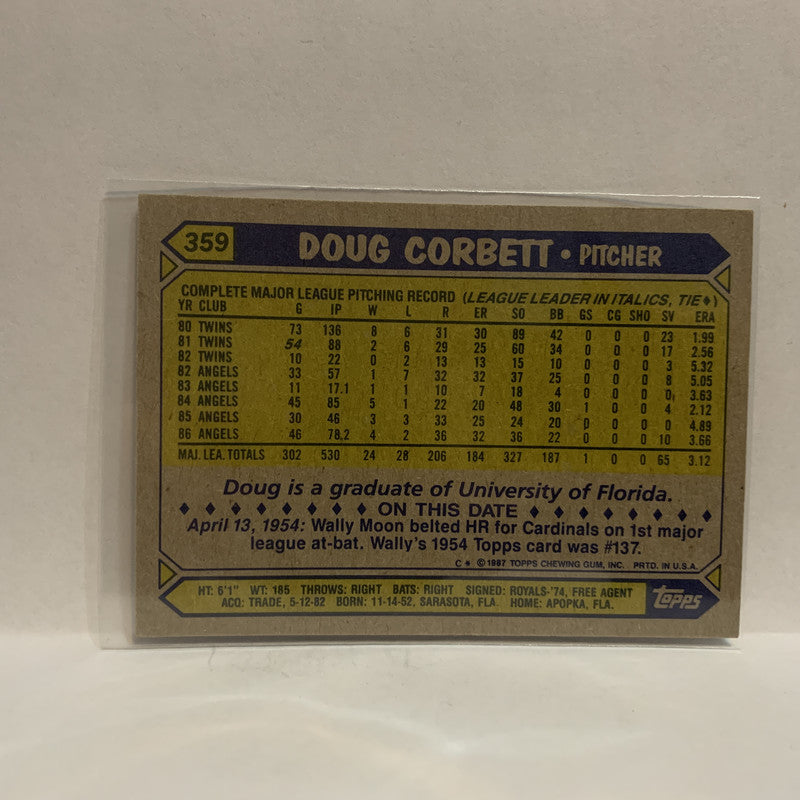 359 DOUG CORBETT • PITCHER
COMPLETE MAJOR LEAGUE PITCHING RECORD (LEAGUE LEADER IN ITALICS, TIE♦)
YR CLUB G IP W L R ER SO BB GS CG SHO SV ERA
80 TWINS 73 136 8 6 31 30 89 42 0 0 0 23 1.99
81 TWINS 54 88 2 6 29 25 60 34 0 0 0 17 2.56
82 TWINS 10 22 0 2 13 13 15 10 0 0 0 3 5.32
82 ANGELS 33 57 1 7 32 32 37 25 0 0 0 8 5.05
83 ANGELS 11 17.1 1 1 10 7 18 4 0 0 0 0 3.63
84 ANGELS 45 85 5 1 22 20 48 30 1 0 0 4 2.12
85 ANGELS 30 46 3 3 33 25 24 20 0 0 0 0 4.89
86 ANGELS 46 78.2 4 2 36 32 36 22 0 0 0 10 3.66
MAJ. LEA. TOTALS 302 530 24 28 206 184 327 187 1 0 0 65 3.12
Doug is a graduate of University of Florida.
♦ ♦ ♦ ♦ ♦ ♦ ♦ ♦ ON THIS DATE ♦ ♦ ♦ ♦ ♦ ♦ ♦ ♦
April 13, 1954: Wally Moon belted HR for Cardinals on 1st major
league at-bat. Wally's 1954 Topps card was #137.
C* ©1987 TOPPS CHEWING GUM, INC. PRTD. IN U.S.A.
HT: 6'1" WT: 185 THROWS: RIGHT BATS: RIGHT SIGNED: ROYALS-'74, FREE AGENT
ACQ: TRADE, 5-12-82 BORN: 11-14-52, SARASOTA, FLA. HOME: APOPKA, FLA.
TOPPS